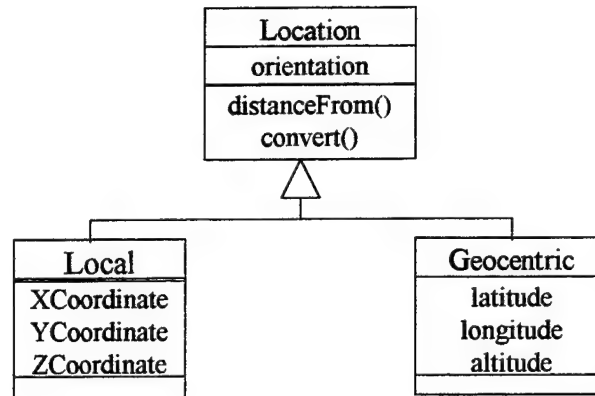 Location
orientation
distanceFrom()
convert()
Local
XCoordinate
YCoordinate
ZCoordinate
Geocentric
latitude
longitude
altitude